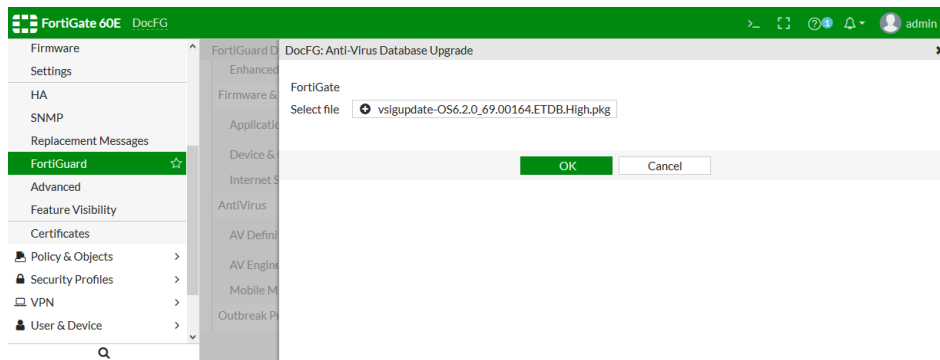 FortiGate 60E DocFG
>_ 1 admin
Firmware
Settings
HA
SNMP
Replacement Messages
FortiGuard
Advanced
Feature Visibility
Certificates
Policy & Objects
Security Profiles
VPN
User & Device
FortiGuard D
Enhanced
Firmware &
Applicatio
Device &
Internet S
AntiVirus
AV Defini
AV Engine
Mobile M
Outbreak Pr
DocFG: Anti-Virus Database Upgrade
FortiGate
Select file vsigupdate-OS6.2.0_69.00164.ETDB.High.pkg
OK Cancel